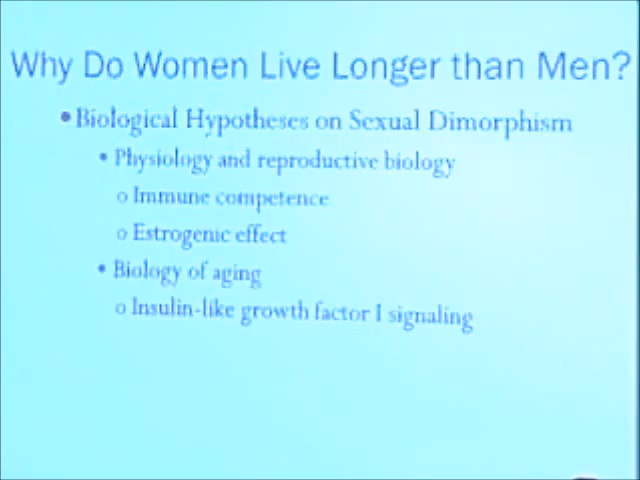 Why Do Women Live Longer than Men?
•Biological Hypotheses on Sexual Dimorphism
• Physiology and reproductive biology
o Immune competence
o Estrogenic effect
• Biology of aging
o Insulin-like growth factor I signaling